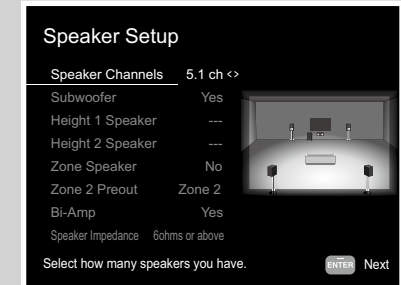 Speaker Setup
Speaker Channels 5.1 ch <>
Subwoofer Yes
Height 1 Speaker ---
Height 2 Speaker ---
Zone Speaker No
Zone 2 Preout Zone 2
Bi-Amp Yes
Speaker Impedance 6ohms or above
Select how many speakers you have. ENTER Next